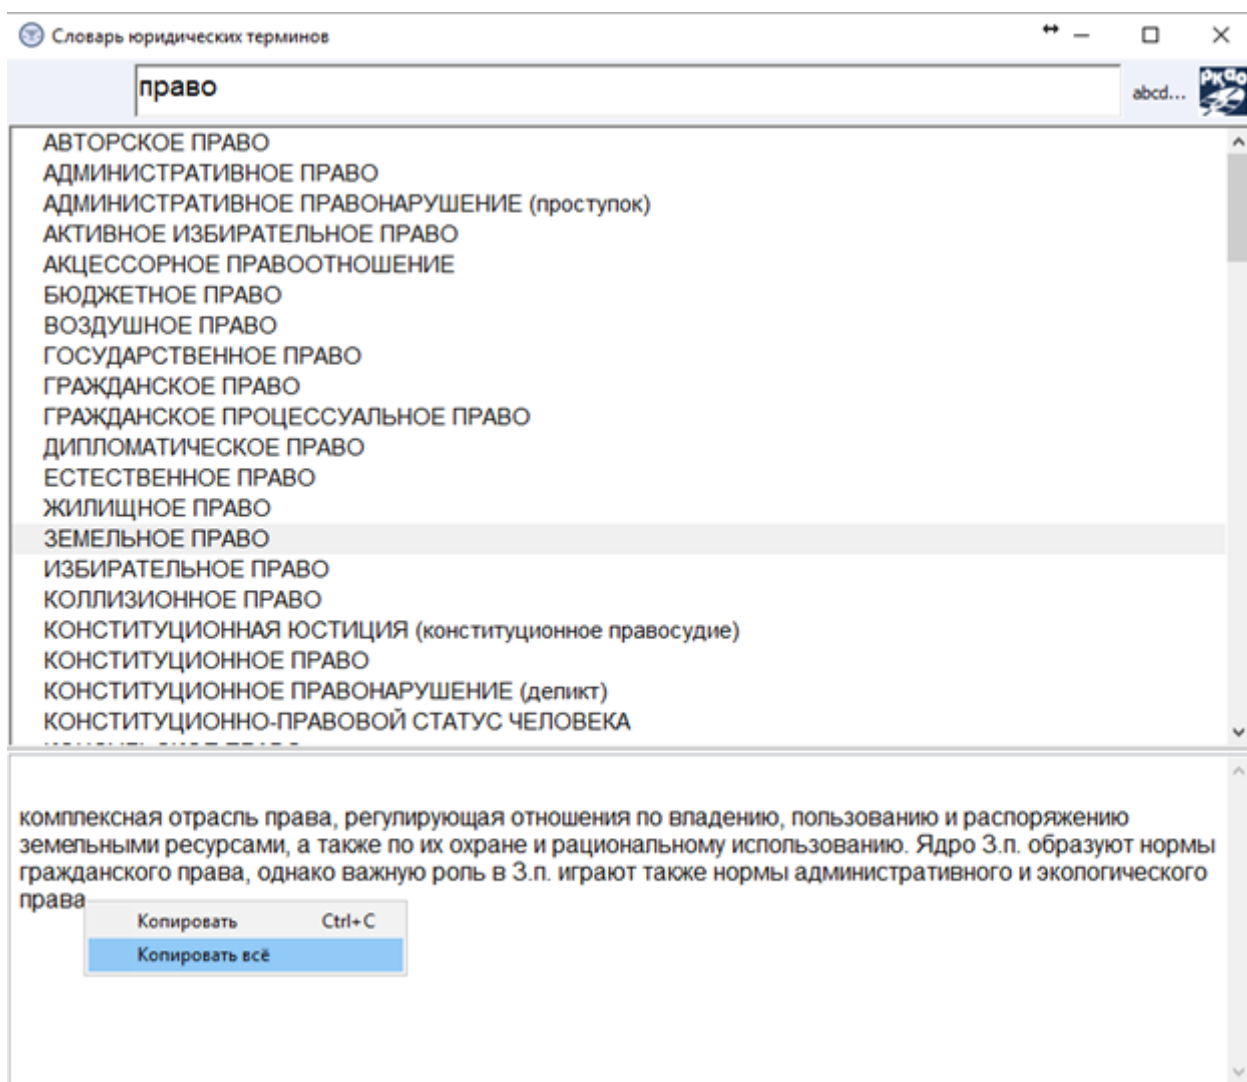 Словарь юридических терминов
право
abcd...
РКдо
АВТОРСКОЕ ПРАВО
АДМИНИСТРАТИВНОЕ ПРАВО
АДМИНИСТРАТИВНОЕ ПРАВОНАРУШЕНИЕ (проступок)
АКТИВНОЕ ИЗБИРАТЕЛЬНОЕ ПРАВО
АКЦЕССОРНОЕ ПРАВООТНОШЕНИЕ
БЮДЖЕТНОЕ ПРАВО
ВОЗДУШНОЕ ПРАВО
ГОСУДАРСТВЕННОЕ ПРАВО
ГРАЖДАНСКОЕ ПРАВО
ГРАЖДАНСКОЕ ПРОЦЕССУАЛЬНОЕ ПРАВО
ДИПЛОМАТИЧЕСКОЕ ПРАВО
ЕСТЕСТВЕННОЕ ПРАВО
ЖИЛИЩНОЕ ПРАВО
ЗЕМЕЛЬНОЕ ПРАВО
ИЗБИРАТЕЛЬНОЕ ПРАВО
КОЛЛИЗИОННОЕ ПРАВО
КОНСТИТУЦИОННАЯ ЮСТИЦИЯ (конституционное правосудие)
КОНСТИТУЦИОННОЕ ПРАВО
КОНСТИТУЦИОННОЕ ПРАВОНАРУШЕНИЕ (деликт)
КОНСТИТУЦИОННО-ПРАВОВОЙ СТАТУС ЧЕЛОВЕКА
комплексная отрасль права, регулирующая отношения по владению, пользованию и распоряжению
земельными ресурсами, а также по их охране и рациональному использованию. Ядро З.п. образуют нормы
гражданского права, однако важную роль в З.п. играют также нормы административного и экологического
права
Копировать Ctrl+C
Копировать всё